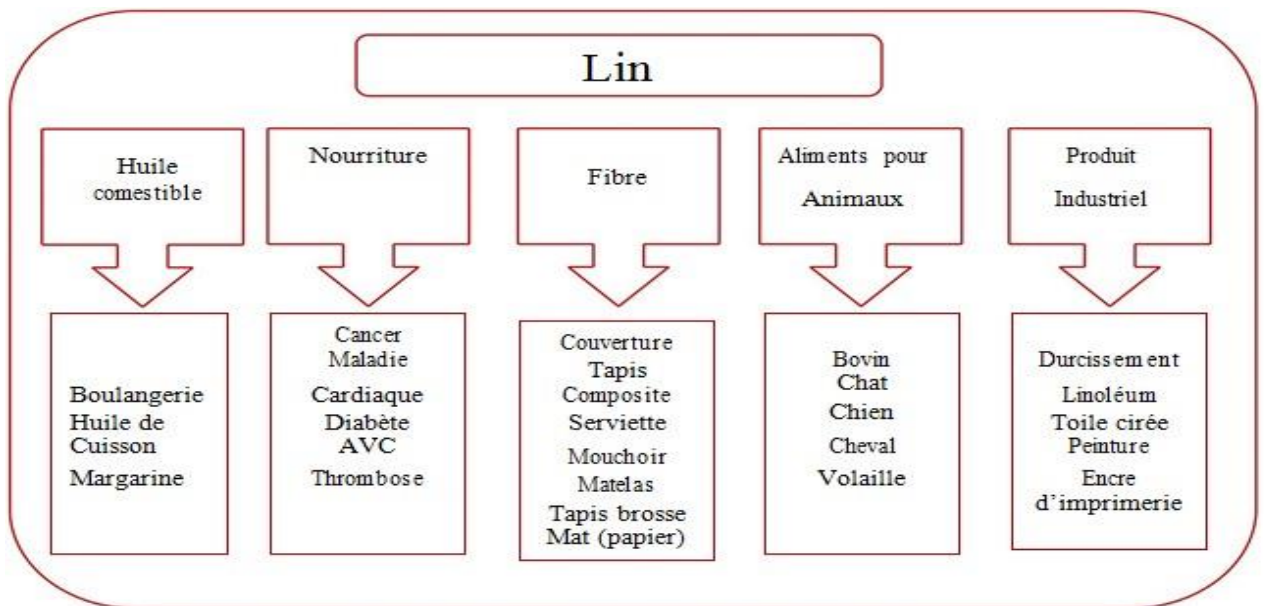 Lin
Huile
comestible
Nourriture
Fibre
Aliments pour
Animaux
Produit
Industriel
Boulangerie
Huile de
Cuisson
Margarine
Cancer
Maladie
Cardiaque
Diabète
AVC
Thrombose
Couverture
Tapis
Composite
Serviette
Mouchoir
Matelas
Tapis brosse
Mat (papier)
Bovin
Chat
Chien
Cheval
Volaille
Durcissement
Linoléum
Toile cirée
Peinture
Encre
d’imprimerie